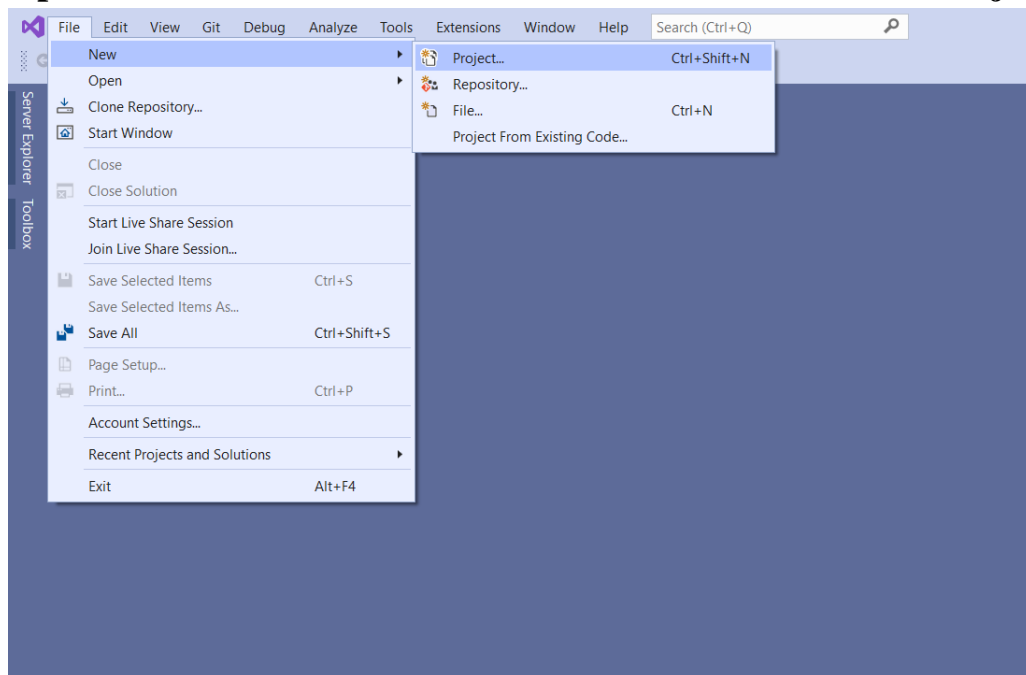 File Edit View Git Debug Analyze Tools Extensions Window Help Search (Ctrl+Q)
New
Project... Ctrl+Shift+N
Open
Repository...
Clone Repository...
File... Ctrl+N
Start Window
Project From Existing Code...
Close
Close Solution
Start Live Share Session
Join Live Share Session...
Save Selected Items Ctrl+S
Save Selected Items As...
Save All Ctrl+Shift+S
Page Setup...
Print... Ctrl+P
Account Settings...
Recent Projects and Solutions
Exit Alt+F4
Server Explorer
Toolbox